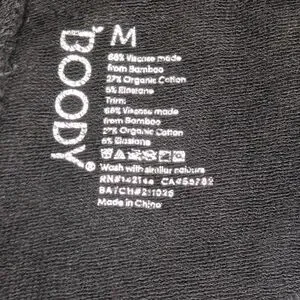 BOODY®
M
68% Viscose made
from Bamboo
27% Organic Cotton
5% Elastane
Trim:
68% Viscose made
from Bamboo
27% Organic Cotton
5% Elastane
Wash with similar colours
Made in China